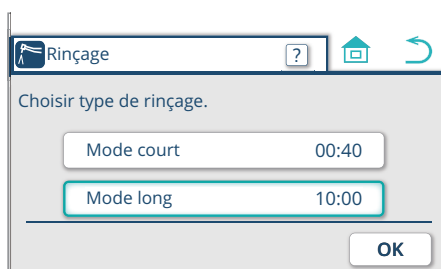 Rinçage ?
Choisir type de rinçage.
Mode court 00:40
Mode long 10:00
OK